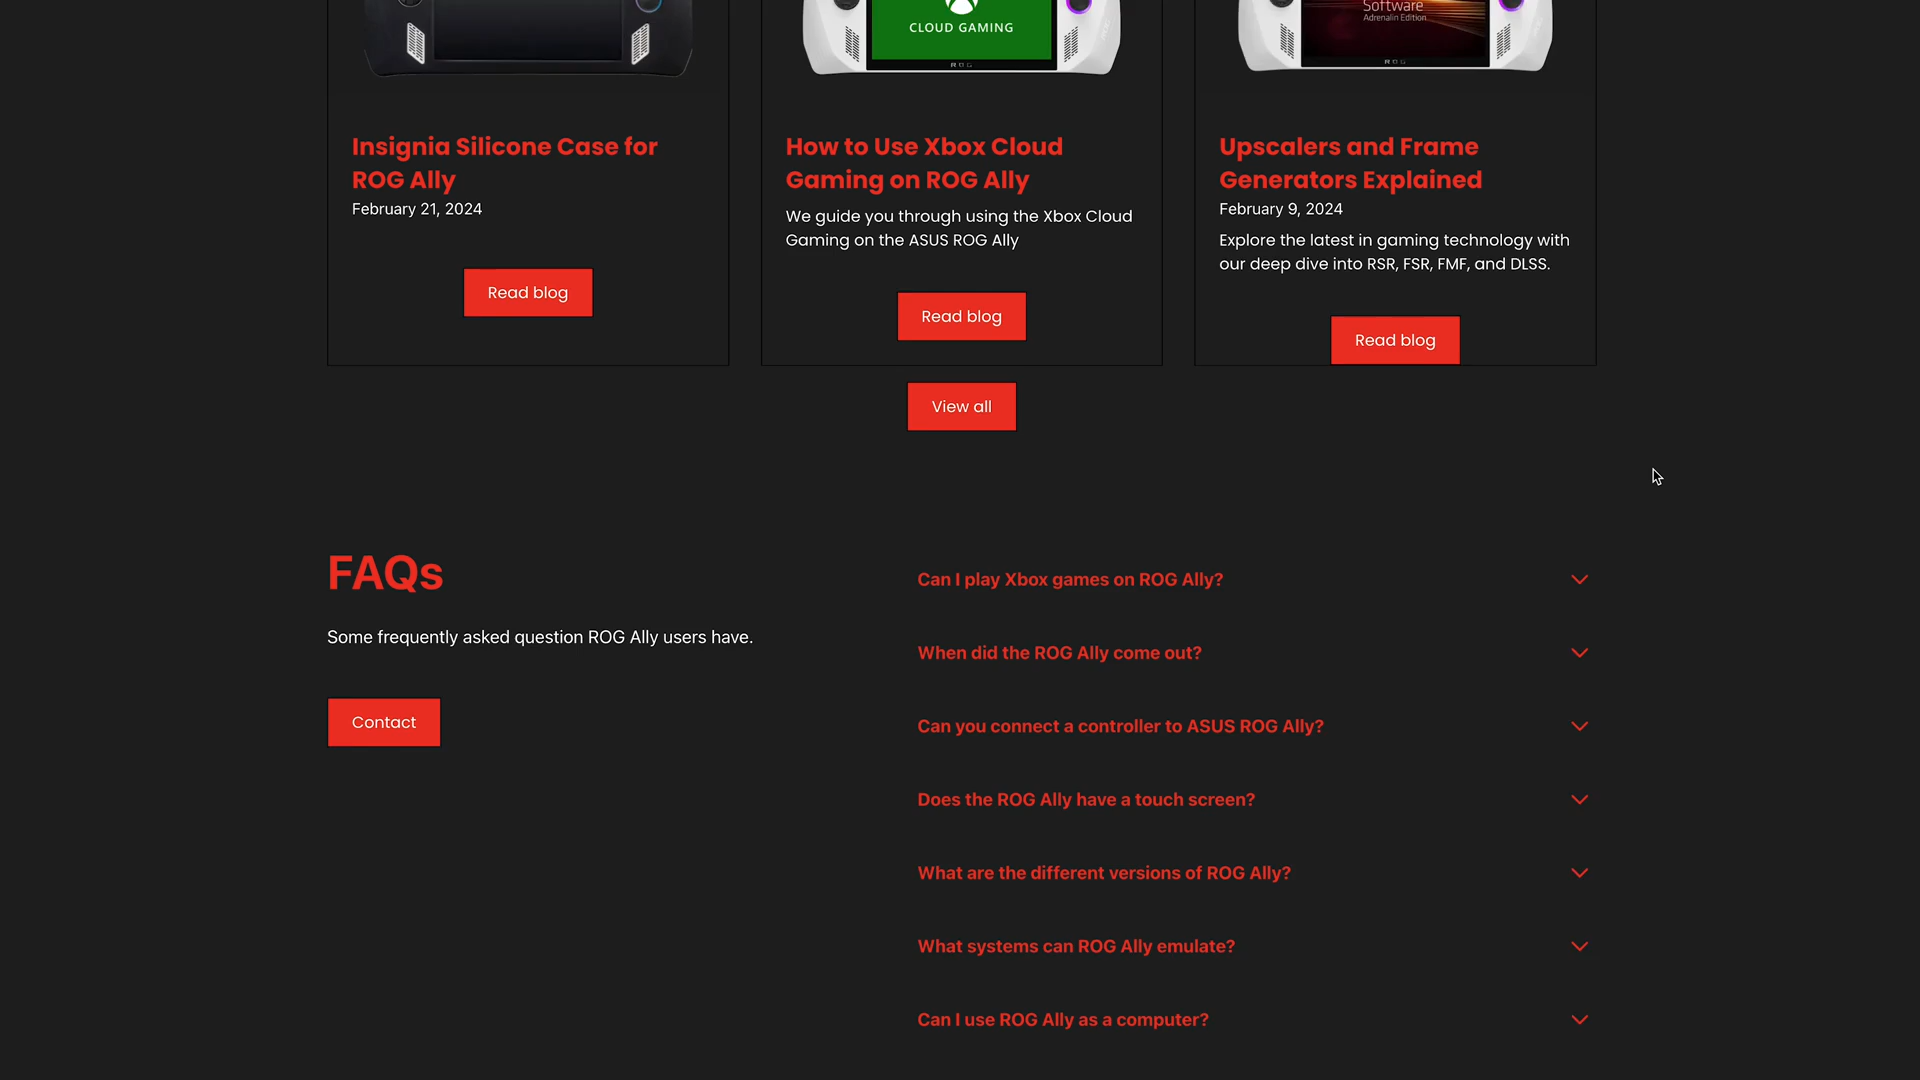 CLOUD GAMING
ROG
Software
Adrenalin Edition
ROG
Insignia Silicone Case for
ROG Ally
February 21, 2024
Read blog
How to Use Xbox Cloud
Gaming on ROG Ally
We guide you through using the Xbox Cloud
Gaming on the ASUS ROG Ally
Read blog
Upscalers and Frame
Generators Explained
February 9, 2024
Explore the latest in gaming technology with
our deep dive into RSR, FSR, FMF, and DLSS.
Read blog
View all
FAQs
Some frequently asked question ROG Ally users have.
Contact
Can I play Xbox games on ROG Ally?
When did the ROG Ally come out?
Can you connect a controller to ASUS ROG Ally?
Does the ROG Ally have a touch screen?
What are the different versions of ROG Ally?
What systems can ROG Ally emulate?
Can I use ROG Ally as a computer?